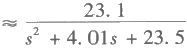 ≈ 23.1 / (s² + 4.01s + 23.5)